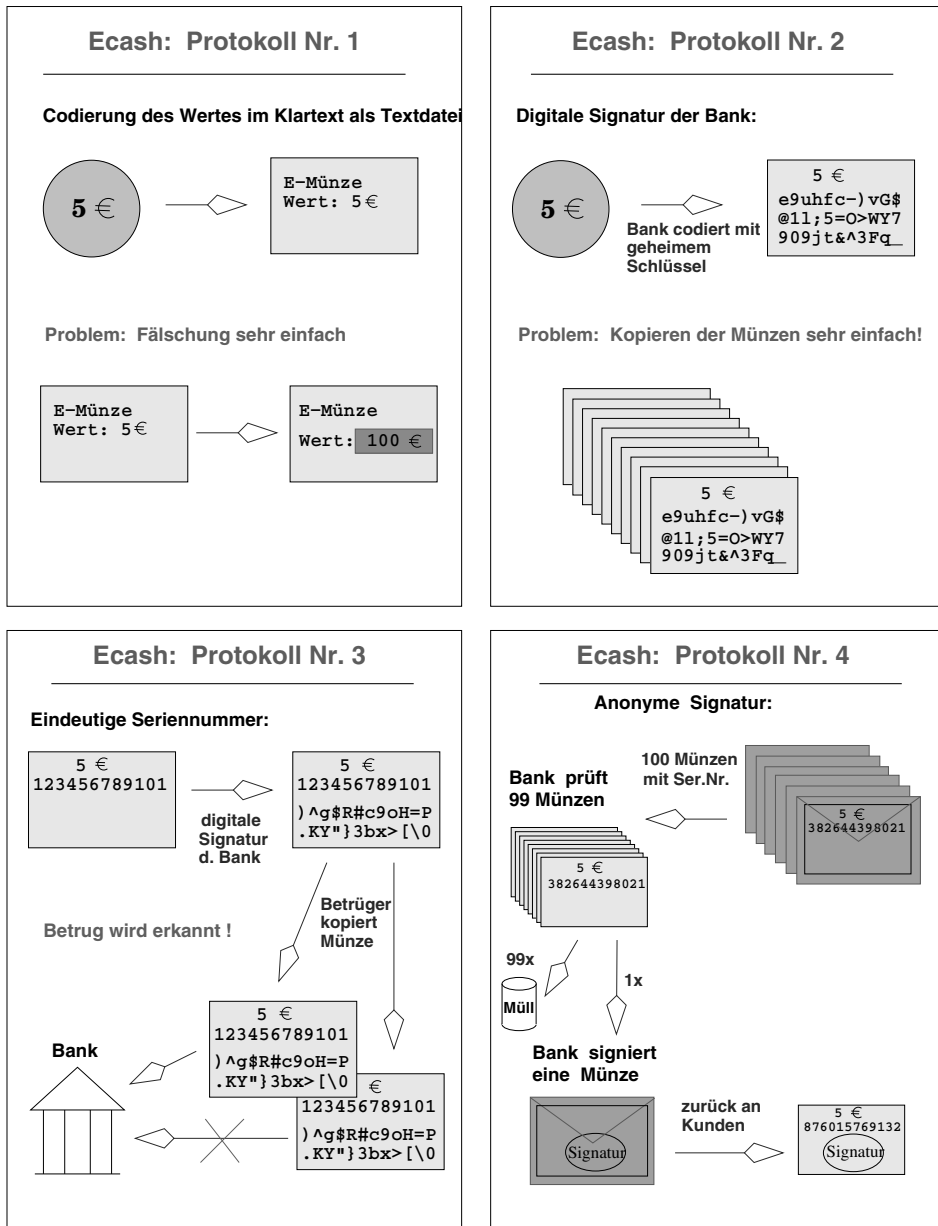 Ecash: Protokoll Nr. 1
Codierung des Wertes im Klartext als Textdatei
5 €
E−Münze
Wert: 5 €
Problem: Fälschung sehr einfach
E−Münze
Wert: 5 €
E−Münze
Wert: 100 €
Ecash: Protokoll Nr. 2
Digitale Signatur der Bank:
5 €
Bank codiert mit
geheimem
Schlüssel
5 €
e9uhfc−)vG$
@1l;5=O>WY7
909jt&^3Fq_
Problem: Kopieren der Münzen sehr einfach!
5 €
e9uhfc−)vG$
@1l;5=O>WY7
909jt&^3Fq_
Ecash: Protokoll Nr. 3
Eindeutige Seriennummer:
5 €
123456789101
digitale
Signatur
d. Bank
5 €
123456789101
)^g$R#c9oH=P
.KY"}3bx>[\0
Betrug wird erkannt !
Betrüger
kopiert
Münze
5 €
123456789101
)^g$R#c9oH=P
.KY"}3bx>[\0
Bank
€
123456789101
)^g$R#c9oH=P
.KY"}3bx>[\0
Ecash: Protokoll Nr. 4
Anonyme Signatur:
100 Münzen
mit Ser.Nr.
5 €
382644398021
Bank prüft
99 Münzen
5 €
382644398021
99x
Müll
1x
Bank signiert
eine Münze
Signatur
zurück an
Kunden
5 €
876015769132
Signatur